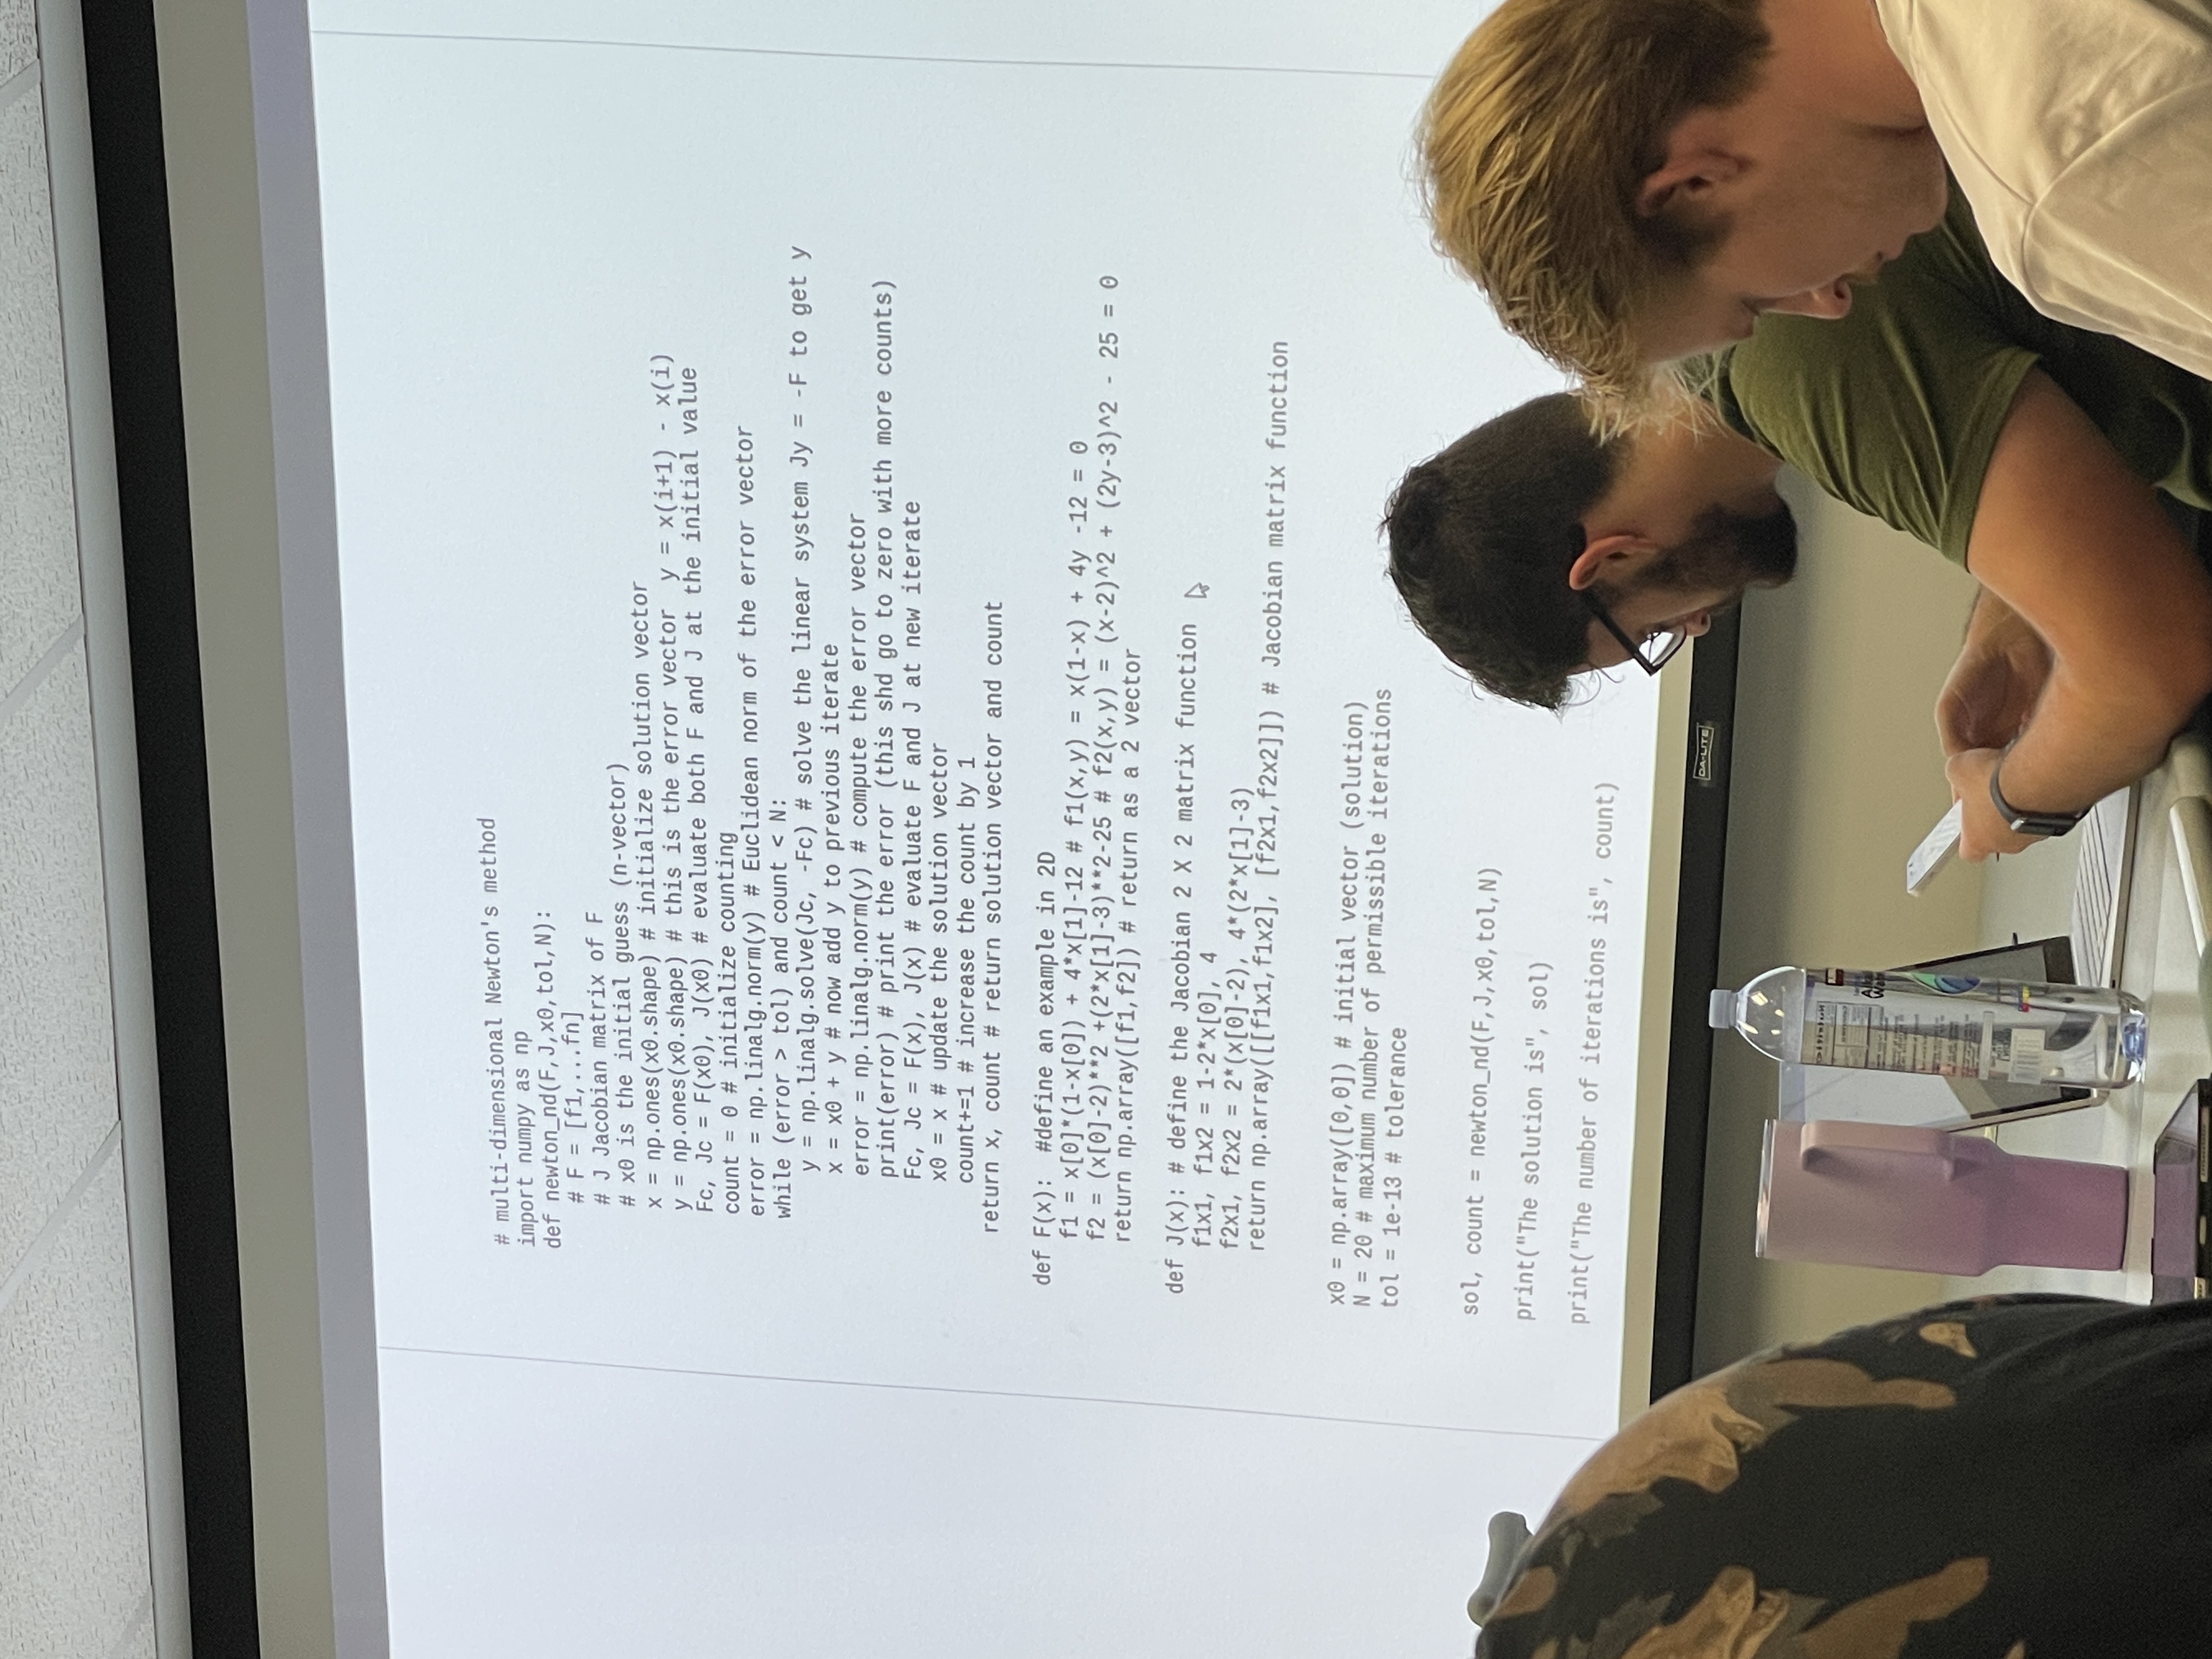 # multi-dimensional Newton's method
import numpy as np
def newton_nd(F,J,x0,tol,N):
    # F = [f1,...fn]
    # J Jacobian matrix of F
    # x0 is the initial guess (n-vector)
    x = np.ones(x0.shape) # initialize solution vector
    y = np.ones(x0.shape) # this is the error vector  y = x(i+1) - x(i)
    Fc, Jc = F(x0), J(x0) # evaluate both F and J at the initial value
    count = 0 # initialize counting
    error = np.linalg.norm(y) # Euclidean norm of the error vector
    while (error > tol) and count < N:
        y = np.linalg.solve(Jc, -Fc) # solve the linear system Jy = -F to get y
        x = x0 + y # now add y to previous iterate
        error = np.linalg.norm(y) # compute the error vector
        print(error) # print the error (this shd go to zero with more counts)
        Fc, Jc = F(x), J(x) # evaluate F and J at new iterate
        x0 = x # update the solution vector
        count+=1 # increase the count by 1
    return x, count # return solution vector and count
def F(x):  #define an example in 2D
    f1 = x[0]*(1-x[0]) + 4*x[1]-12 # f1(x,y) = x(1-x) + 4y -12 = 0
    f2 = (x[0]-2)**2 +(2*x[1]-3)**2-25 # f2(x,y) = (x-2)^2 + (2y-3)^2 - 25 = 0
    return np.array([f1,f2]) # return as a 2 vector
def J(x): # define the Jacobian 2 X 2 matrix function
    f1x1, f1x2 = 1-2*x[0], 4
    f2x1, f2x2 = 2*(x[0]-2), 4*(2*x[1]-3)
    return np.array([[f1x1,f1x2], [f2x1,f2x2]]) # Jacobian matrix function
x0 = np.array([0,0]) # initial vector (solution)
N = 20 # maximum number of permissible iterations
tol = 1e-13 # tolerance
sol, count = newton_nd(F,J,x0,tol,N)
print("The solution is", sol)
print("The number of iterations is", count)
DA-LITE